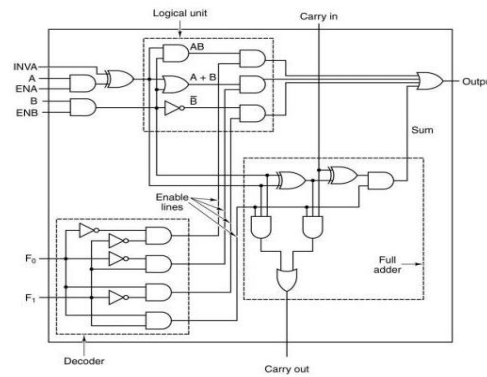 Logical unit
Carry in
INVA
A
ENA
B
ENB
AB
A + B
B̅
Output
Sum
Enable
lines
F₀
F₁
Full
adder
Decoder
Carry out